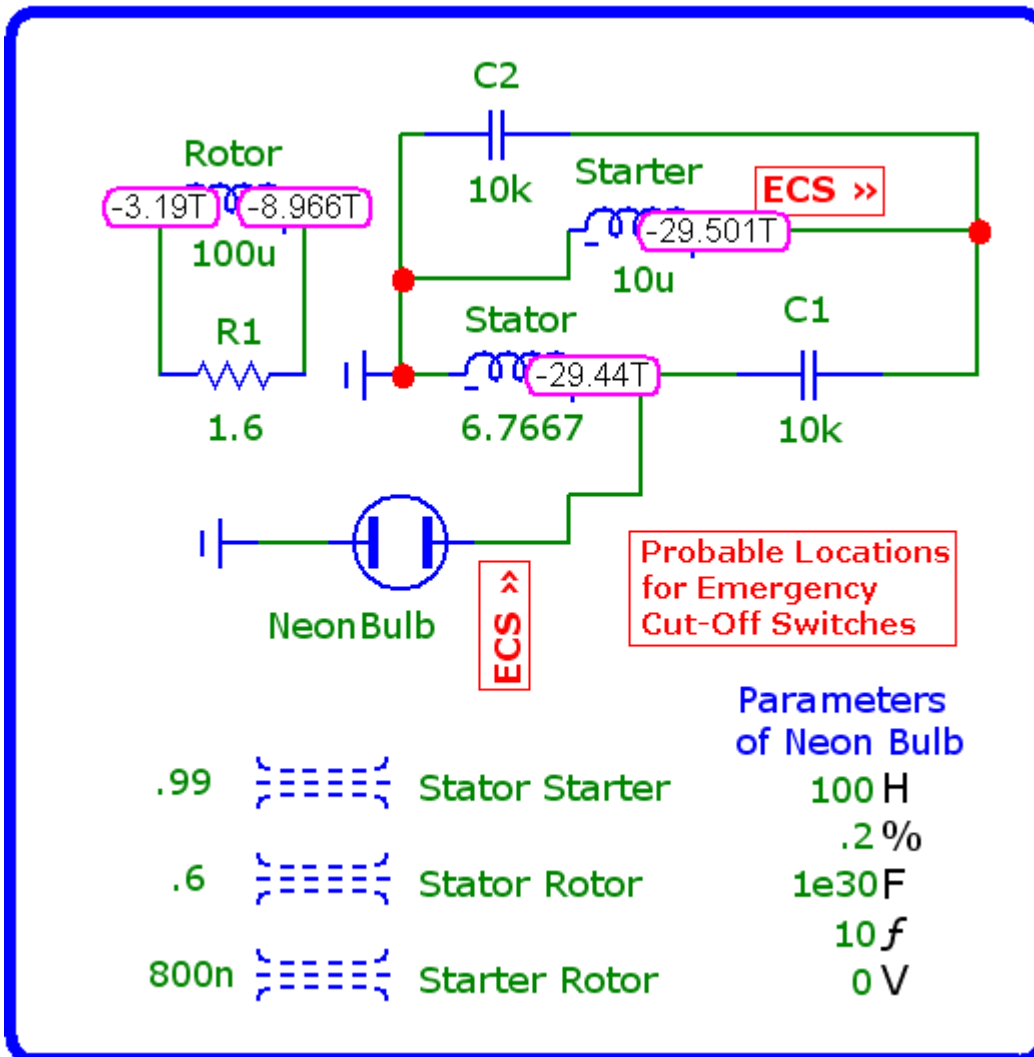 C2
10k
Rotor
-3.19T
-8.966T
100u
Starter
ECS »
-29.501T
10u
R1
1.6
Stator
-29.44T
6.7667
C1
10k
NeonBulb
ECS »
Probable Locations
for Emergency
Cut-Off Switches
Parameters
of Neon Bulb
.99 Stator Starter
100 H
.2 %
.6 Stator Rotor
1e30 F
10 f
800n Starter Rotor
0 V